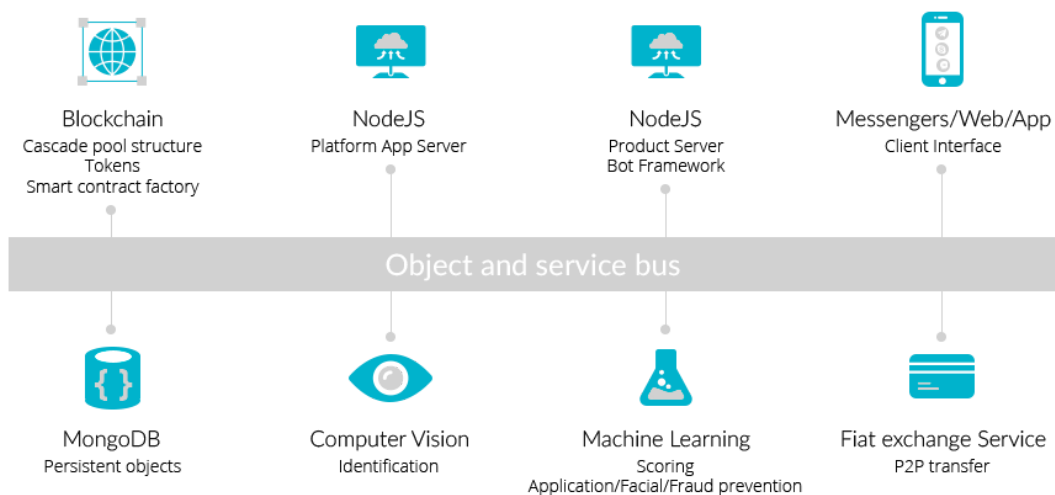 Blockchain
Cascade pool structure
Tokens
Smart contract factory
NodeJS
Platform App Server
NodeJS
Product Server
Bot Framework
Messengers/Web/App
Client Interface
Object and service bus
MongoDB
Persistent objects
Computer Vision
Identification
Machine Learning
Scoring
Application/Facial/Fraud prevention
Fiat exchange Service
P2P transfer